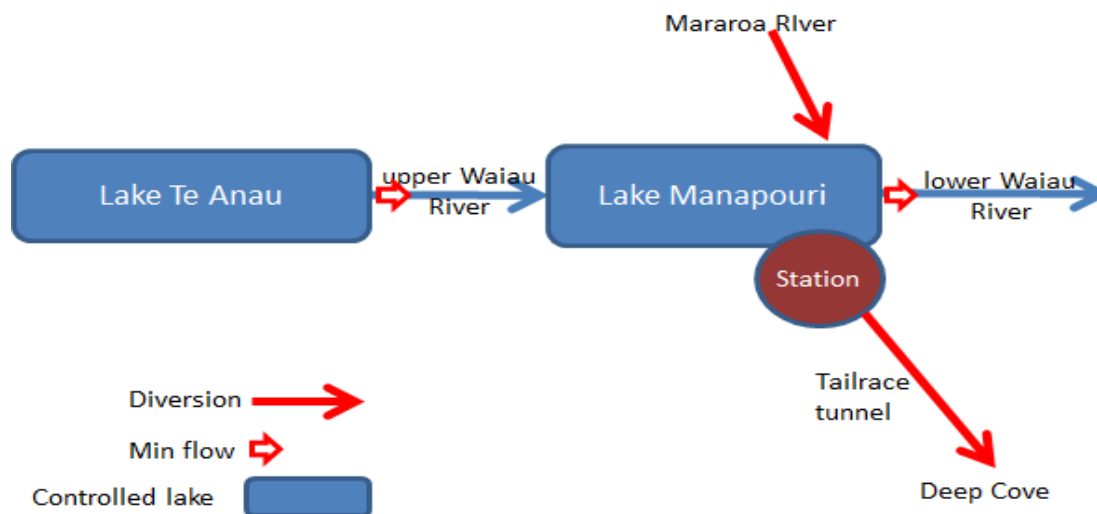 Mararoa RIver
Lake Te Anau
upper Waiau
River
Lake Manapouri
lower Waiau
River
Station
Tailrace
tunnel
Deep Cove
Diversion
Min flow
Controlled lake